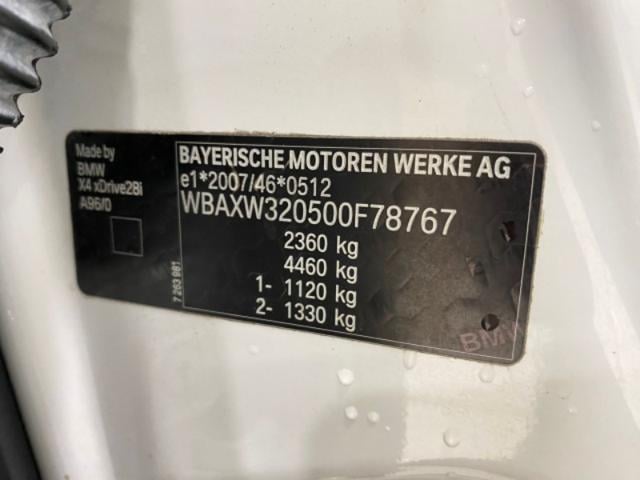 Made by
BMW
X4 xDrive28i
A96/0
7 263 981
BAYERISCHE MOTOREN WERKE AG
e1*2007/46*0512
WBAXW320500F78767
2360 kg
4460 kg
1- 1120 kg
2- 1330 kg
BMW